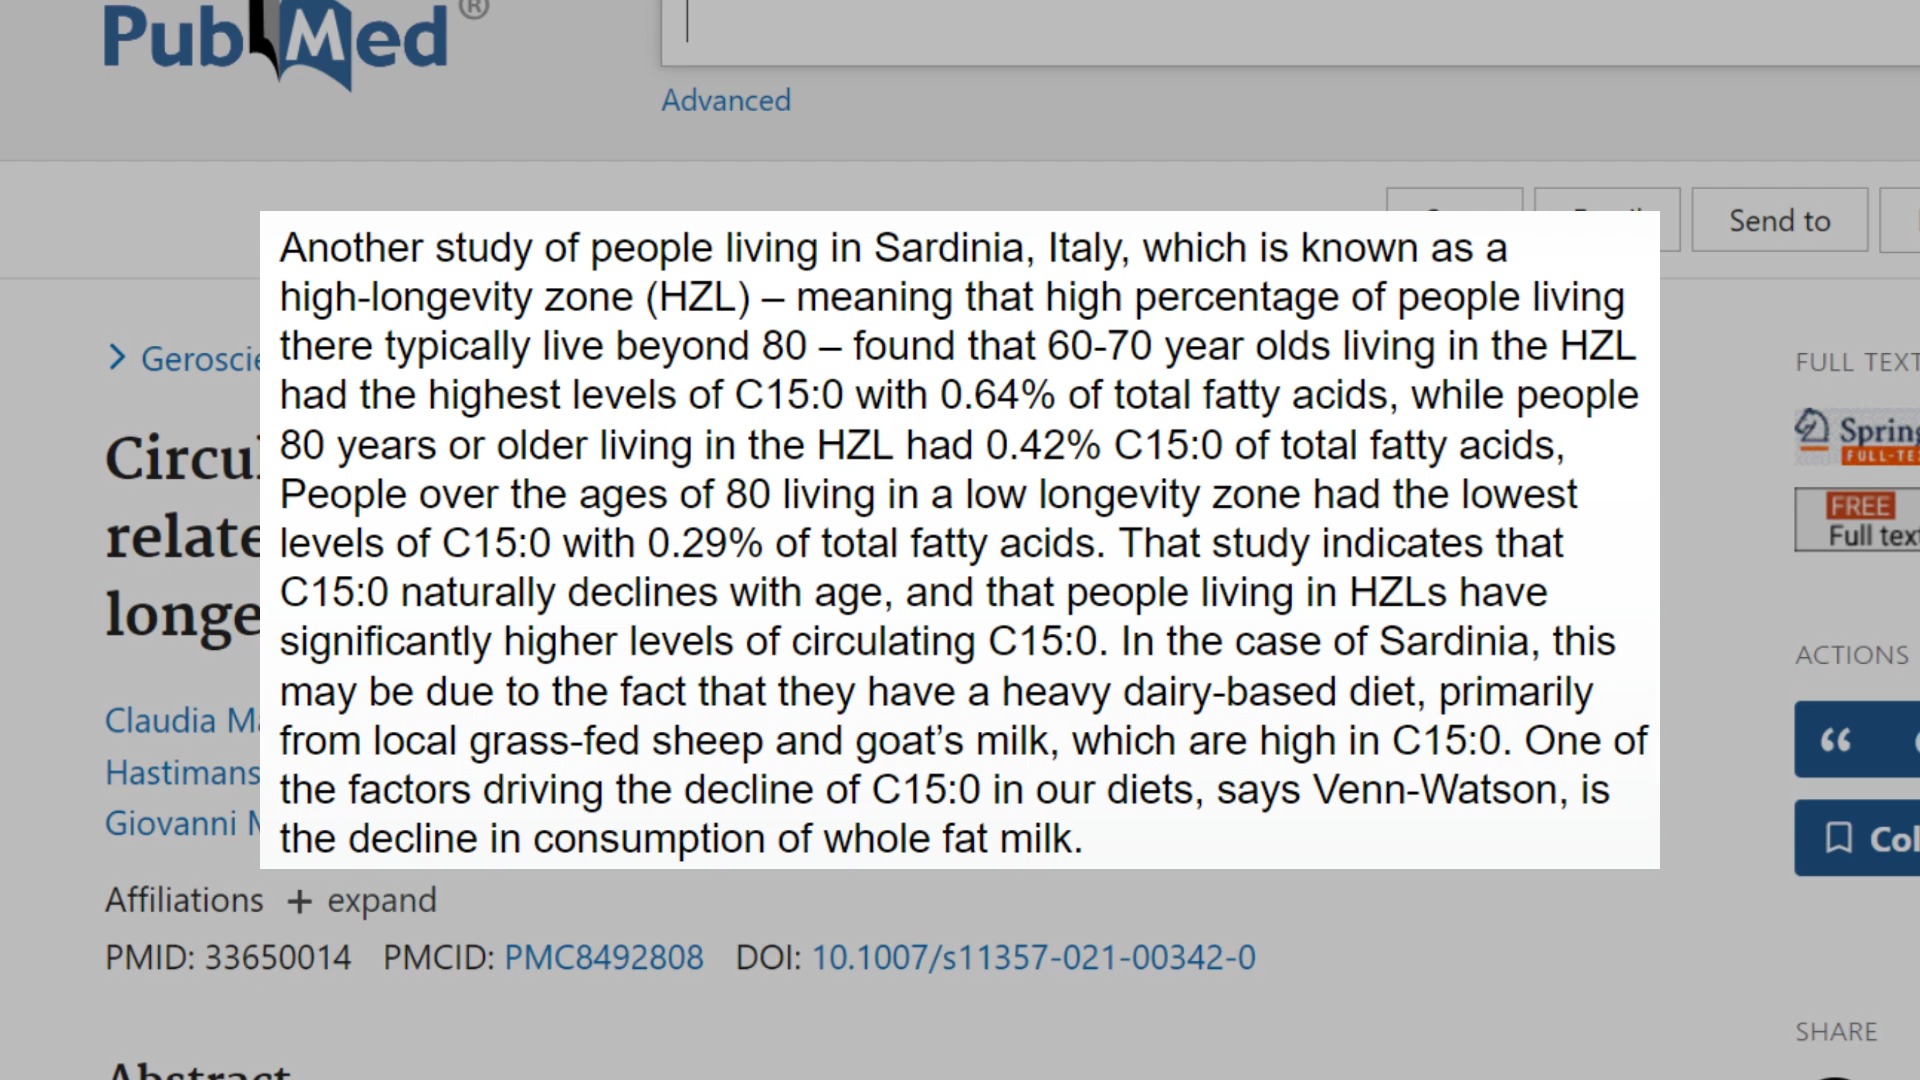 PubMed®
Advanced
Send to
Another study of people living in Sardinia, Italy, which is known as a
high-longevity zone (HZL) – meaning that high percentage of people living
there typically live beyond 80 – found that 60-70 year olds living in the HZL
had the highest levels of C15:0 with 0.64% of total fatty acids, while people
80 years or older living in the HZL had 0.42% C15:0 of total fatty acids,
People over the ages of 80 living in a low longevity zone had the lowest
levels of C15:0 with 0.29% of total fatty acids. That study indicates that
C15:0 naturally declines with age, and that people living in HZLs have
significantly higher levels of circulating C15:0. In the case of Sardinia, this
may be due to the fact that they have a heavy dairy-based diet, primarily
from local grass-fed sheep and goat’s milk, which are high in C15:0. One of
the factors driving the decline of C15:0 in our diets, says Venn-Watson, is
the decline in consumption of whole fat milk.
Claudia
Giovanni
Affiliations + expand
PMID: 33650014 PMCID: PMC8492808 DOI: 10.1007/s11357-021-00342-0
Abstract
FULL TEXT
FREE
Full text
ACTIONS
SHARE